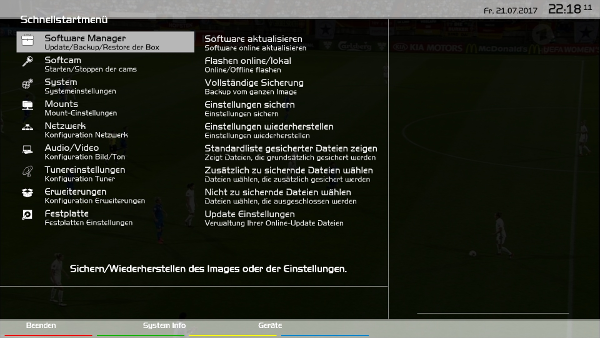 Schnellstartmenü
Fr, 21.07.2017 22:18 11
Software Manager
Update/Backup/Restore der Box
Softcam
Starten/Stoppen der cams
System
Systemeinstellungen
Mounts
Mount-Einstellungen
Netzwerk
Konfiguration Netzwerk
Audio/Video
Konfiguration Bild/Ton
Tunereinstellungen
Konfiguration Tuner
Erweiterungen
Konfiguration Erweiterungen
Festplatte
Festplatten Einstellungen
Software aktualisieren
Software online aktualisieren
Flashen online/lokal
Online/Offline flashen
Vollständige Sicherung
Backup vom ganzen Image
Einstellungen sichern
Einstellungen sichern
Einstellungen wiederherstellen
Einstellungen wiederherstellen
Standardliste gesicherter Dateien zeigen
Zeigt Dateien, die grundsätzlich gesichert werden
Zusätzlich zu sichernde Dateien wählen
Dateien wählen, die zusätzlich gesichert werden
Nicht zu sichernde Dateien wählen
Dateien wählen, die ausgeschlossen werden
Update Einstellungen
Verwaltung Ihrer Online-Update Dateien
Carlsberg
KIA MOTORS
McDonald's
Sichern/Wiederherstellen des Images oder der Einstellungen.
Beenden
System Info
Geräte